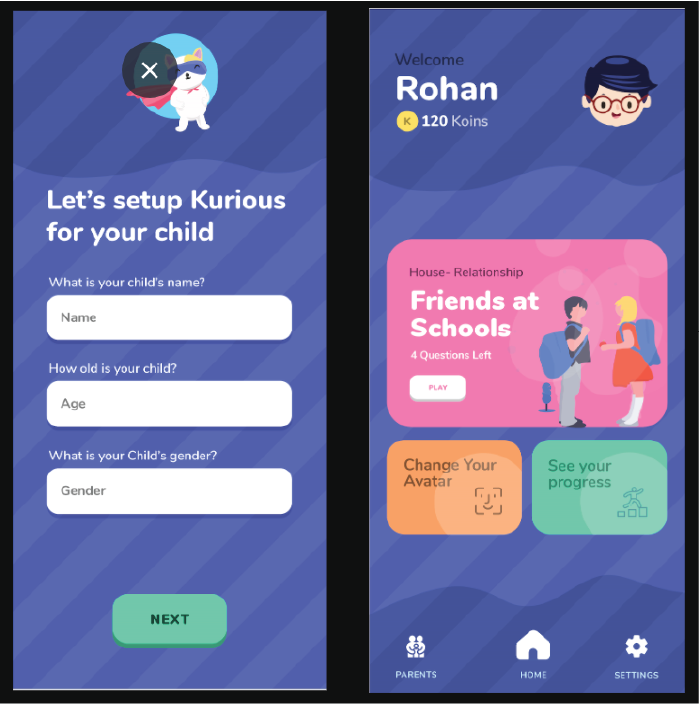 Let's setup Kurious
for your child
What is your child's name?
Name
How old is your child?
Age
What is your Child's gender?
Gender
NEXT
Welcome
Rohan
K 120 Koins
House- Relationship
Friends at
Schools
4 Questions Left
PLAY
Change Your
Avatar
See your
progress
PARENTS
HOME
SETTINGS